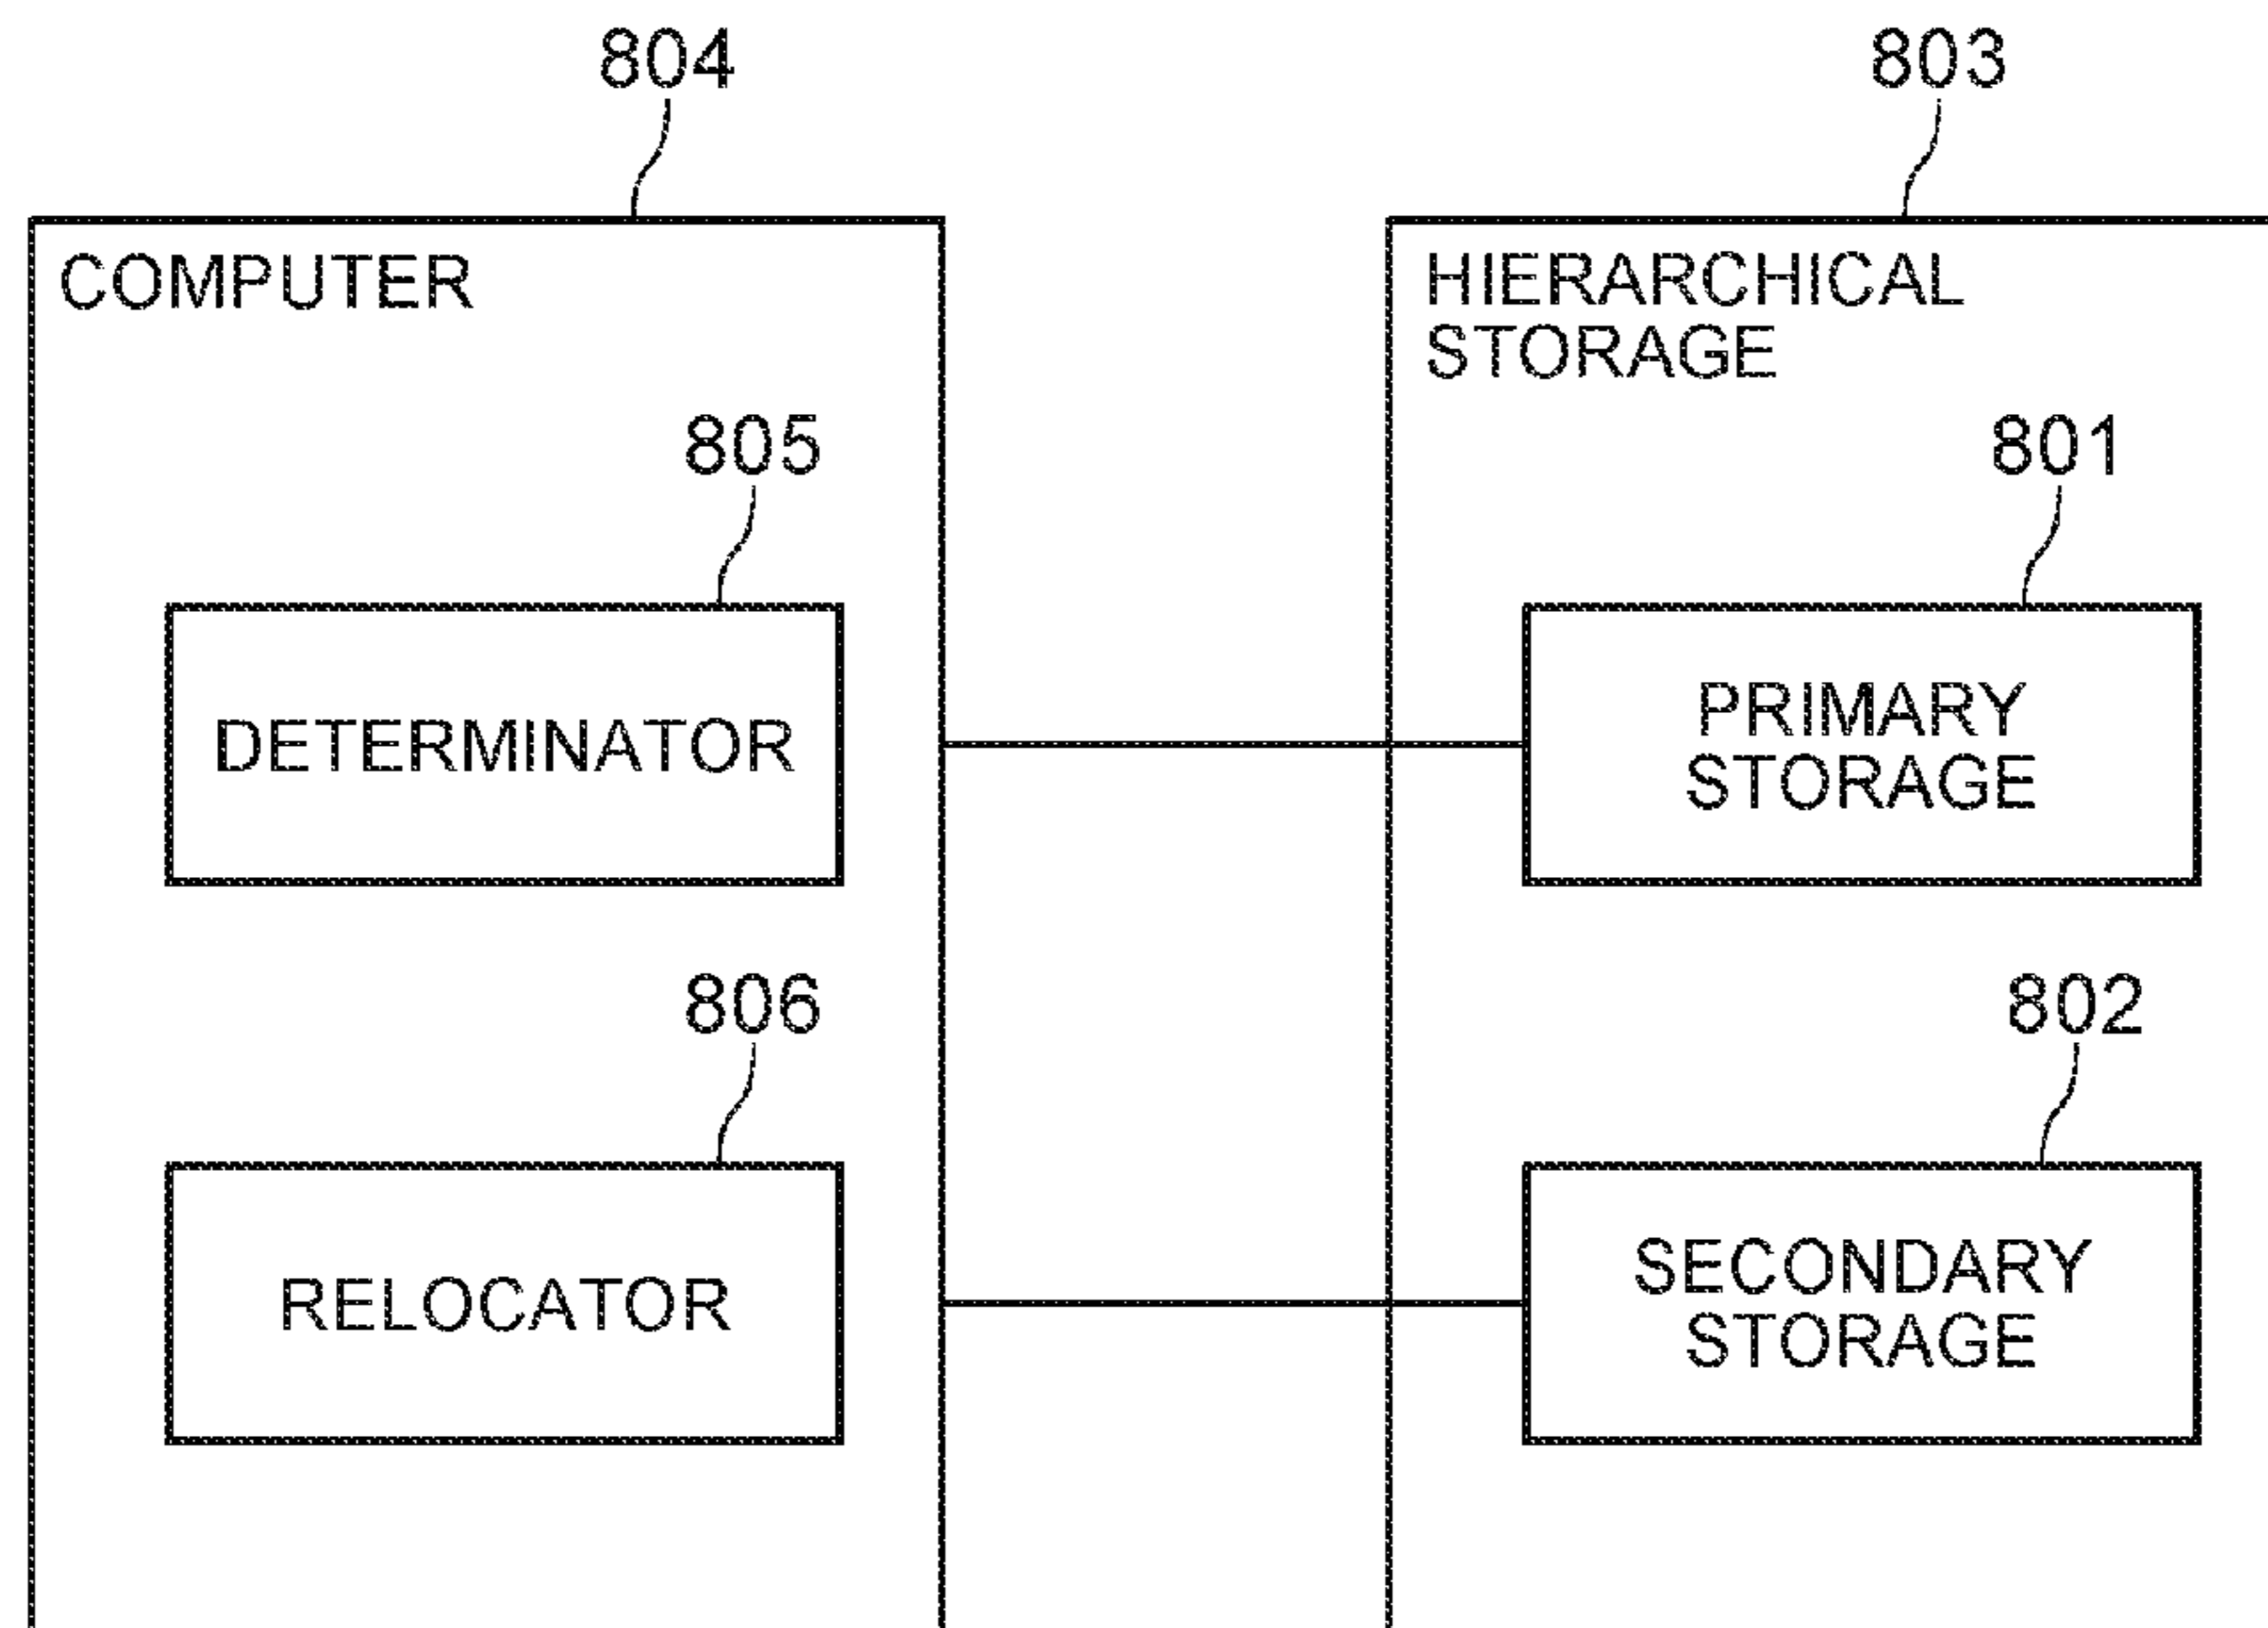 804
803
COMPUTER
HIERARCHICAL
STORAGE
805
801
DETERMINATOR
PRIMARY
STORAGE
806
802
RELOCATOR
SECONDARY
STORAGE